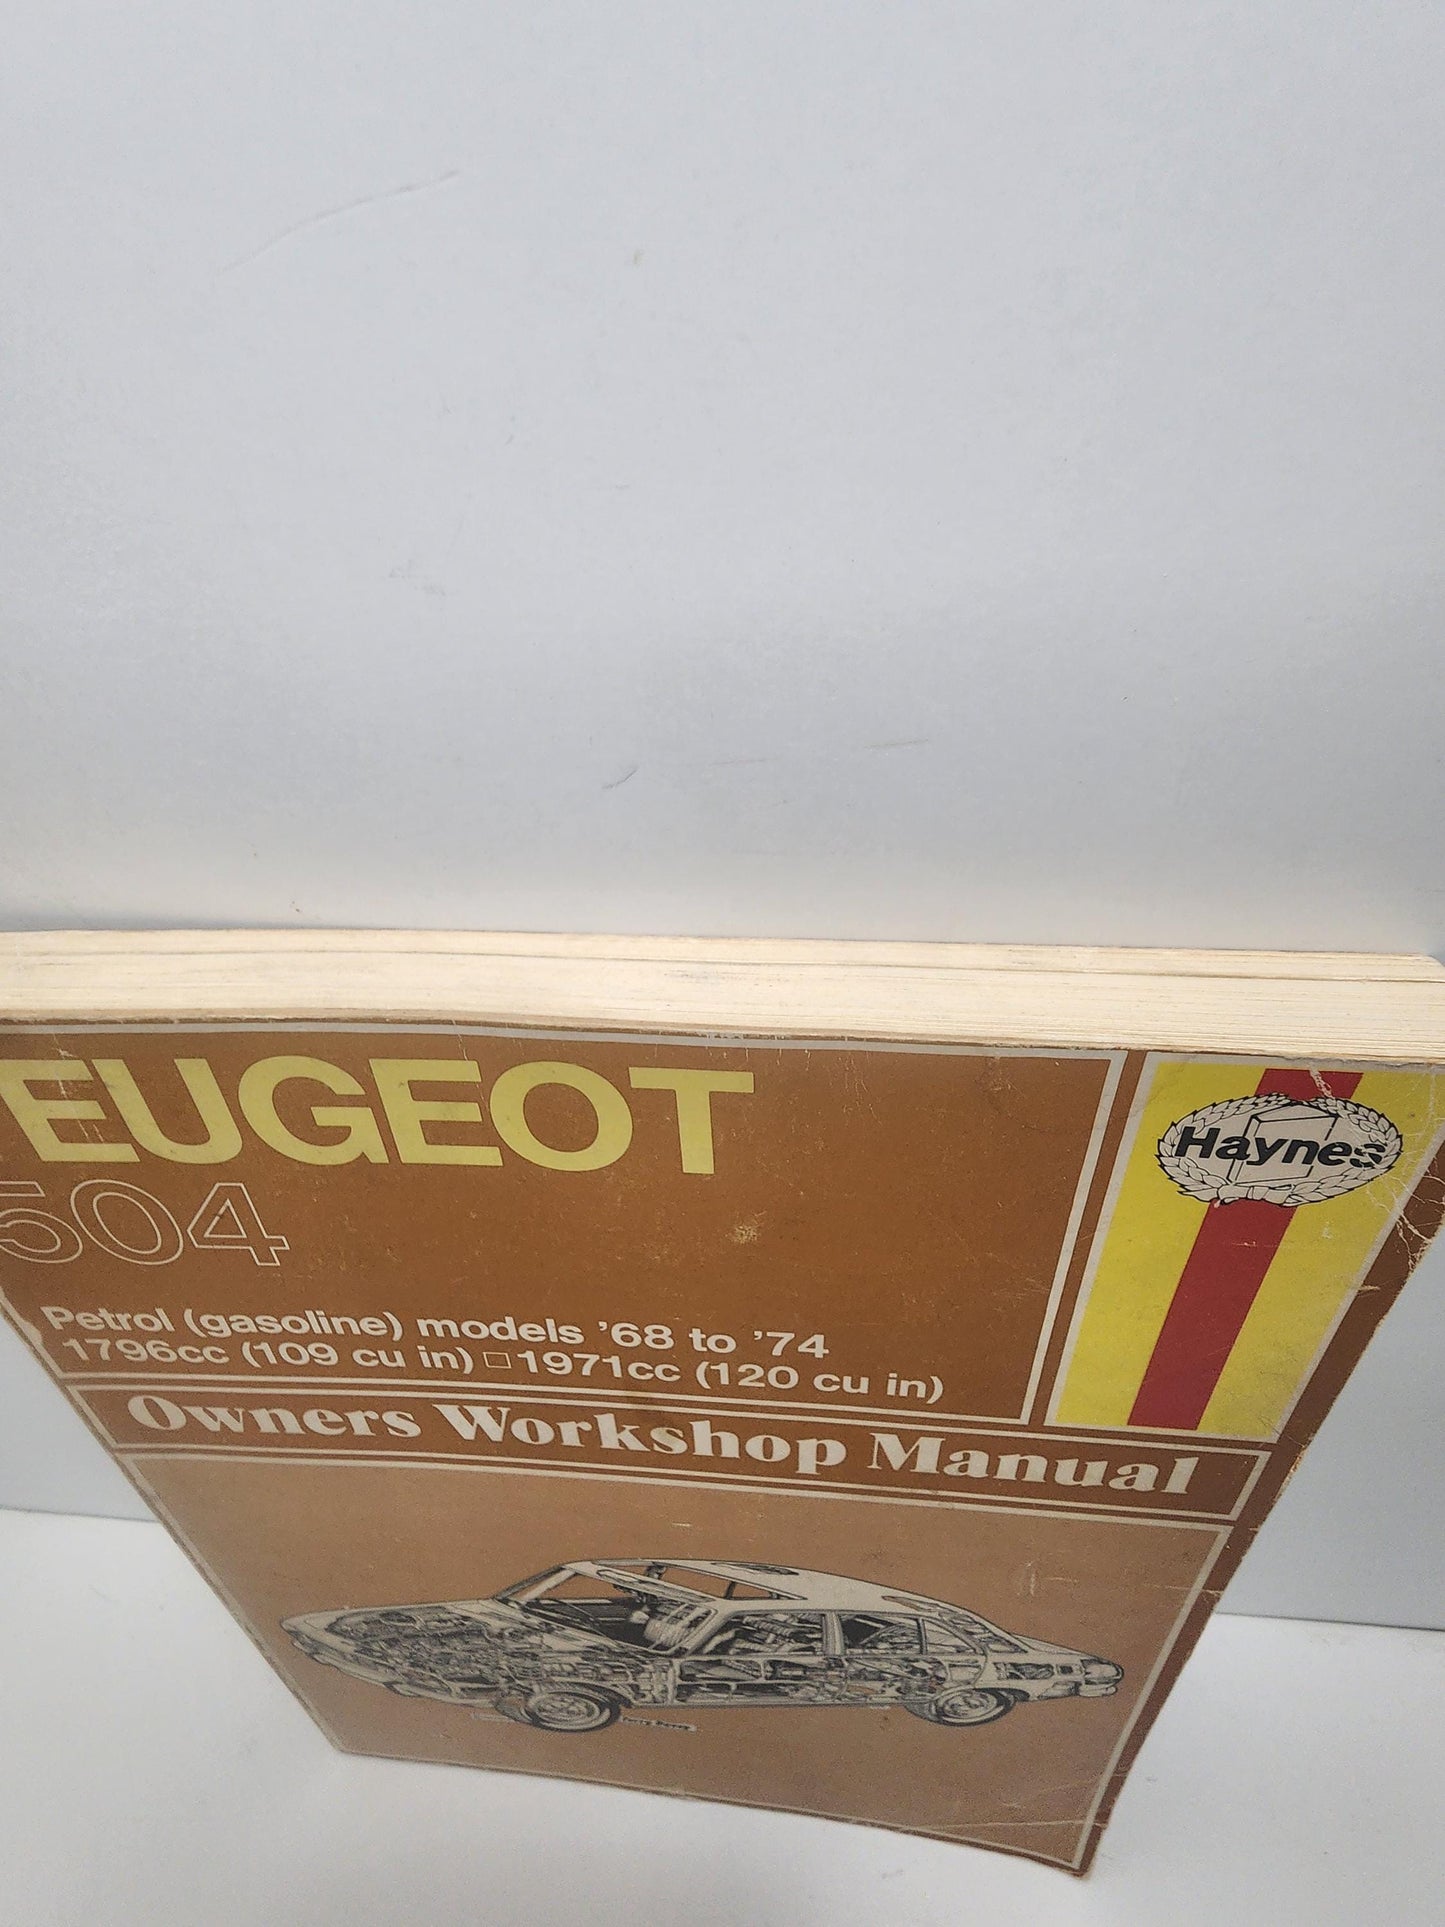 PEUGEOT
504
Haynes
Petrol (gasoline) models '68 to '74
1796cc (109 cu in) □ 1971cc (120 cu in)
Owners Workshop Manual